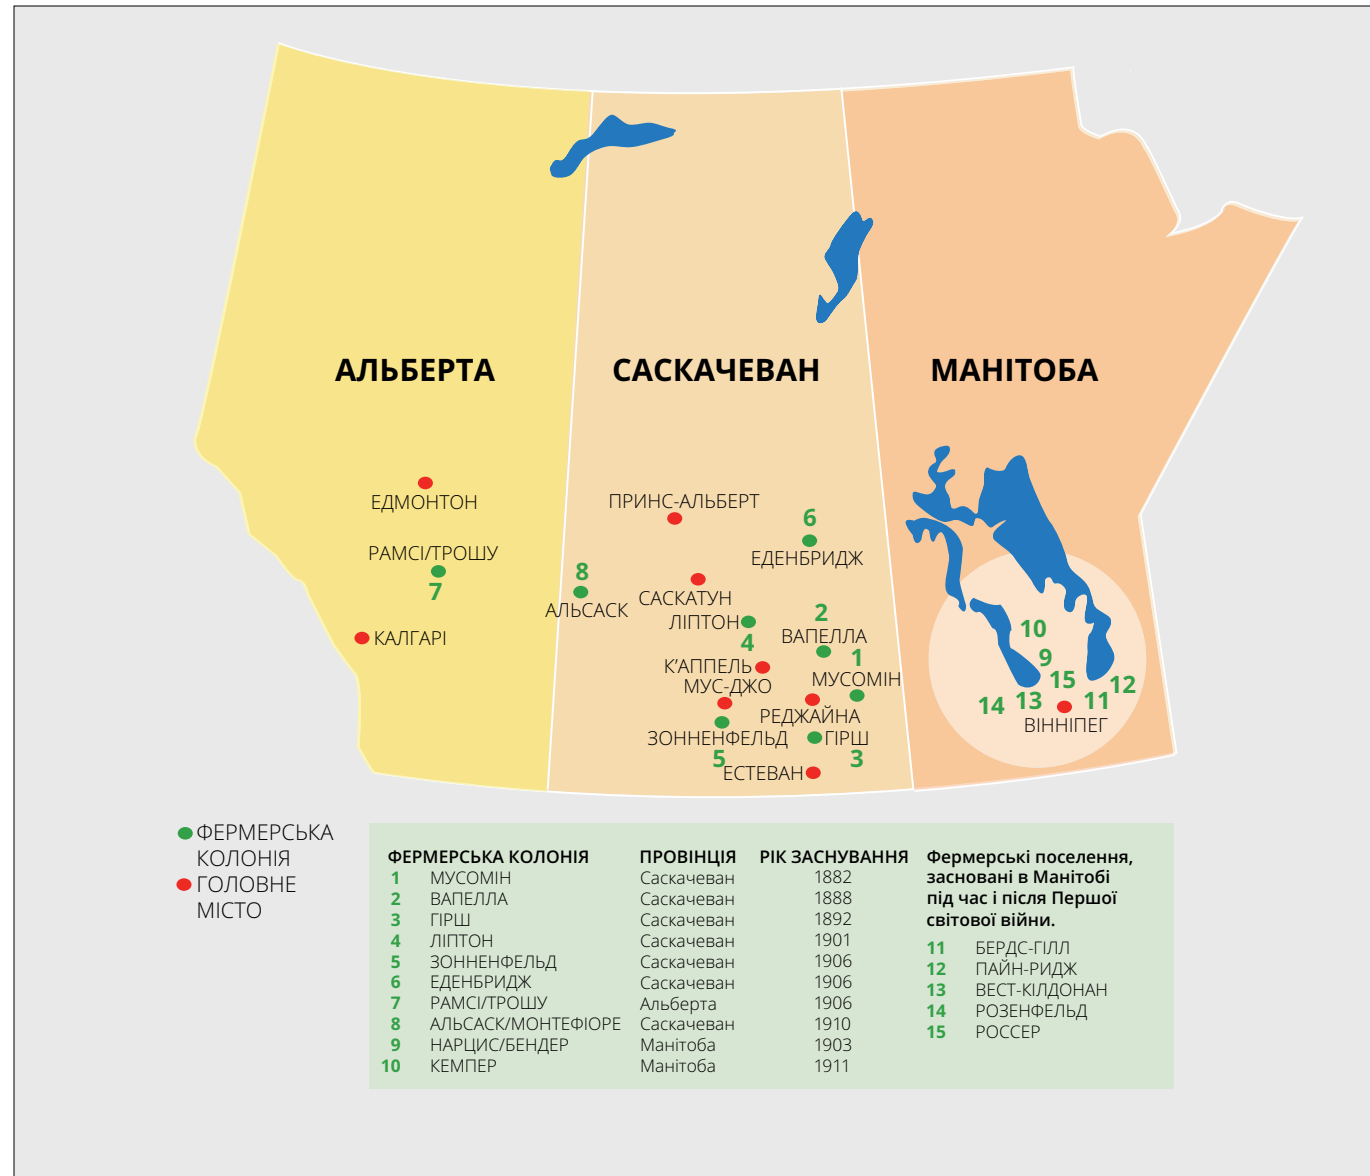 АЛЬБЕРТА
САСКАЧЕВАН
МАНІТОБА
ЕДМОНТОН
РАМСІ/ТРОШУ
7
КАЛГАРІ
ПРИНС-АЛЬБЕРТ
6
ЕДЕНБРИДЖ
8
АЛЬСАСК
САСКАТУН
ЛІПТОН
4
2
ВАПЕЛЛА
К'АППЕЛЬ
1
МУСОМІН
МУС-ДЖО
РЕДЖАЙНА
ЗОННЕНФЕЛЬД
5
ГІРШ
3
ЕСТЕВАН
10
9
15
12
14
13
11
ВІННІПЕГ
ФЕРМЕРСЬКА
КОЛОНІЯ
ГОЛОВНЕ
МІСТО
ФЕРМЕРСЬКА КОЛОНІЯ ПРОВІНЦІЯ РІК ЗАСНУВАННЯ
1 МУСОМІН Саскачеван 1882
2 ВАПЕЛЛА Саскачеван 1888
3 ГІРШ Саскачеван 1892
4 ЛІПТОН Саскачеван 1901
5 ЗОННЕНФЕЛЬД Саскачеван 1906
6 ЕДЕНБРИДЖ Саскачеван 1906
7 РАМСІ/ТРОШУ Альберта 1906
8 АЛЬСАСК/МОНТЕФІОРЕ Саскачеван 1910
9 НАРЦИС/БЕНДЕР Манітоба 1903
10 КЕМПЕР Манітоба 1911
Фермерські поселення,
засновані в Манітобі
під час і після Першої
світової війни.
11 БЕРДС-ГІЛЛ
12 ПАЙН-РИДЖ
13 ВЕСТ-КІЛДОНАН
14 РОЗЕНФЕЛЬД
15 РОССЕР